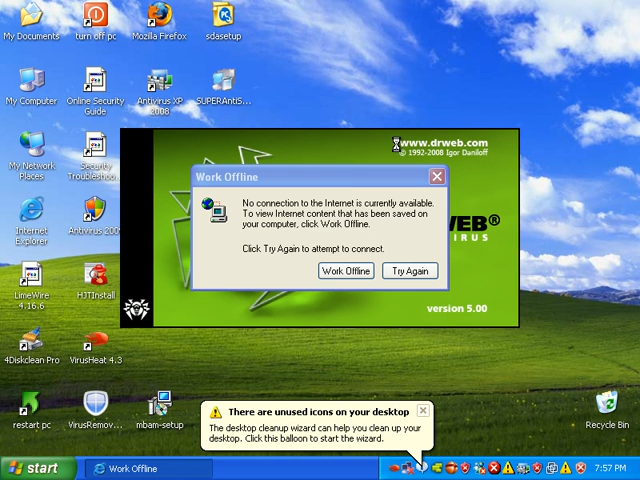 My Documents
turn off pc
Mozilla Firefox
sdasetup
My Computer
Online Security
Guide
Antivirus XP
2008
SUPERAntiS...
www.drweb.com
© 1992-2008 Igor Daniloff
My Network
Places
Security
Troubleshoo...
Work Offline
No connection to the Internet is currently available.
To view Internet content that has been saved on
your computer, click Work Offline.
Click Try Again to attempt to connect.
Work Offline
Try Again
WEB®
VIRUS
version 5.00
Internet
Explorer
Antivirus 200
LimeWire
4.16.6
HJTInstall
4Diskclean Pro
VirusHeat 4.3
restart pc
VirusRemov...
mbam-setup
There are unused icons on your desktop
The desktop cleanup wizard can help you clean up your
desktop. Click this balloon to start the wizard.
Recycle Bin
start
Work Offline
7:57 PM